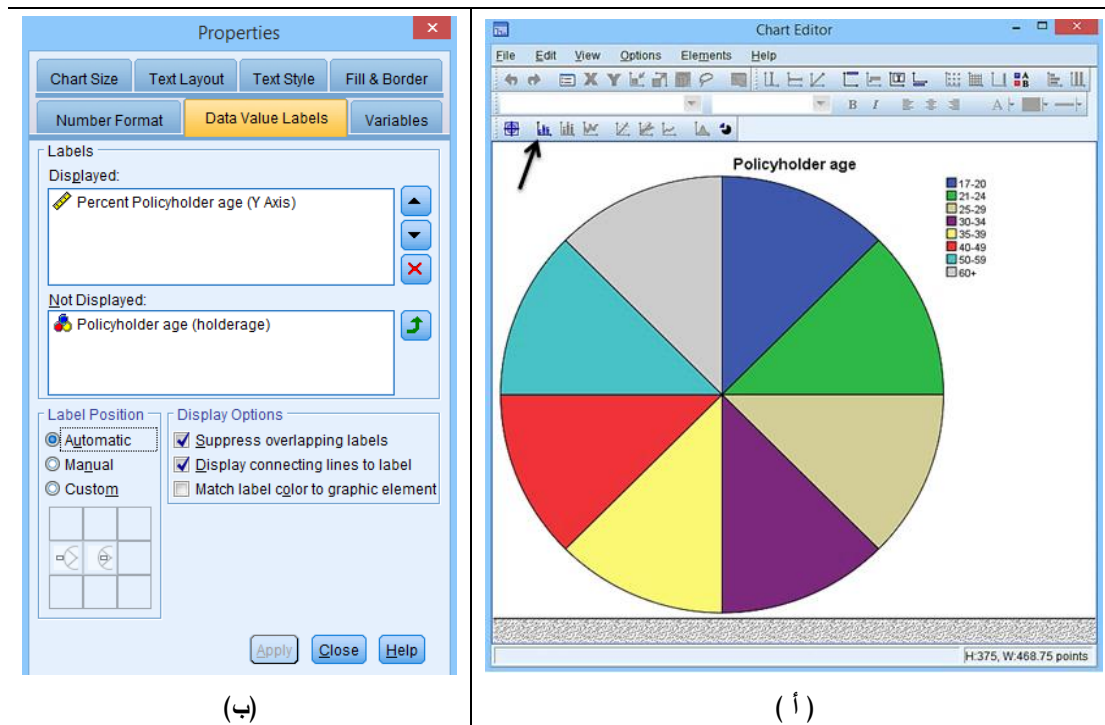 Properties
Chart Size Text Layout Text Style Fill & Border
Number Format Data Value Labels Variables
Labels
Displayed:
Percent Policyholder age (Y Axis)
Not Displayed:
Policyholder age (holderage)
Label Position
Automatic
Manual
Custom
Display Options
Suppress overlapping labels
Display connecting lines to label
Match label color to graphic element
Apply Close Help
(ب)
Chart Editor
File Edit View Options Elements Help
X Y
B I A
Policyholder age
17-20
21-24
25-29
30-34
35-39
40-49
50-59
60+
H:375, W:468.75 points
( أ )